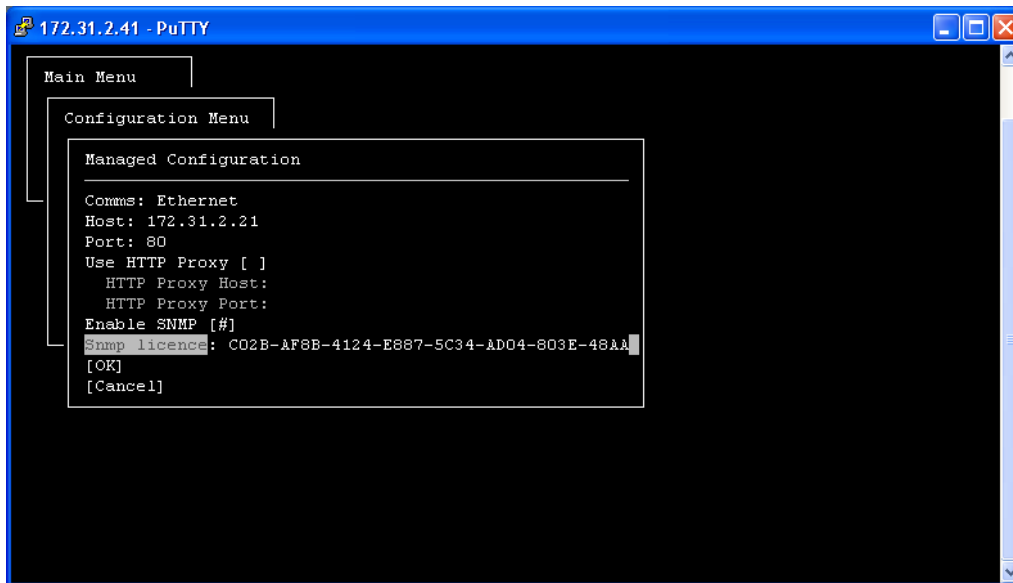 172.31.2.41 - PuTTY
Main Menu
Configuration Menu
Managed Configuration
Comms: Ethernet
Host: 172.31.2.21
Port: 80
Use HTTP Proxy [ ]
HTTP Proxy Host:
HTTP Proxy Port:
Enable SNMP [#]
Snmp licence: C02B-AF8B-4124-E887-5C34-AD04-803E-48AA
[OK]
[Cancel]